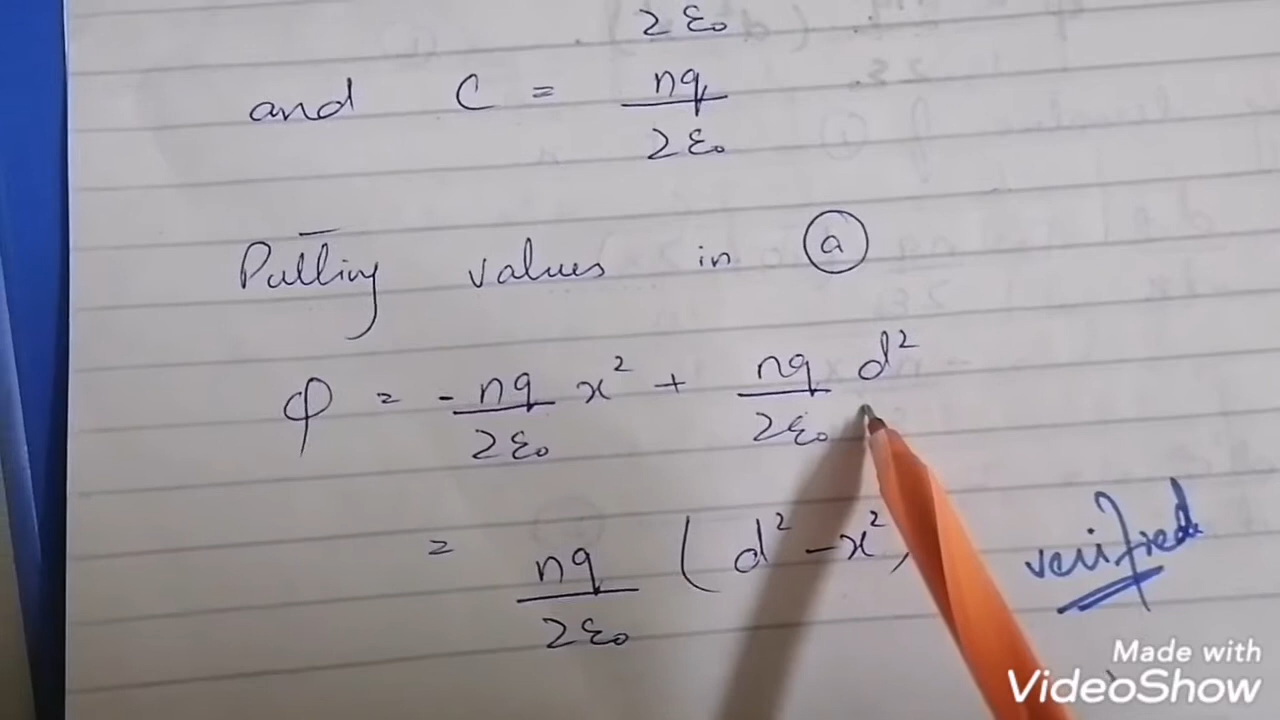 2ε₀
and C = nq
2ε₀
Putting values in ⓐ
φ = - nq/2ε₀ x² + nq/2ε₀ d²
= nq/2ε₀ ( d² - x²
verified
Made with
VideoShow